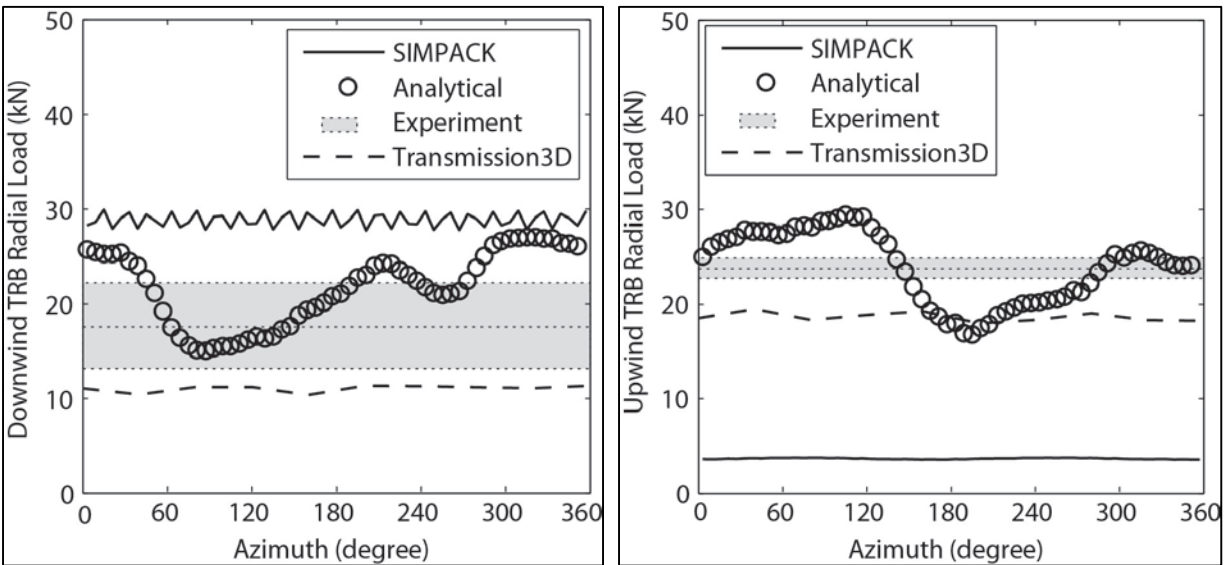 50
40
30
20
10
0
Downwind TRB Radial Load (kN)
SIMPACK
Analytical
Experiment
Transmission3D
0 60 120 180 240 300 360
Azimuth (degree)
50
40
30
20
10
0
Upwind TRB Radial Load (kN)
SIMPACK
Analytical
Experiment
Transmission3D
0 60 120 180 240 300 360
Azimuth (degree)